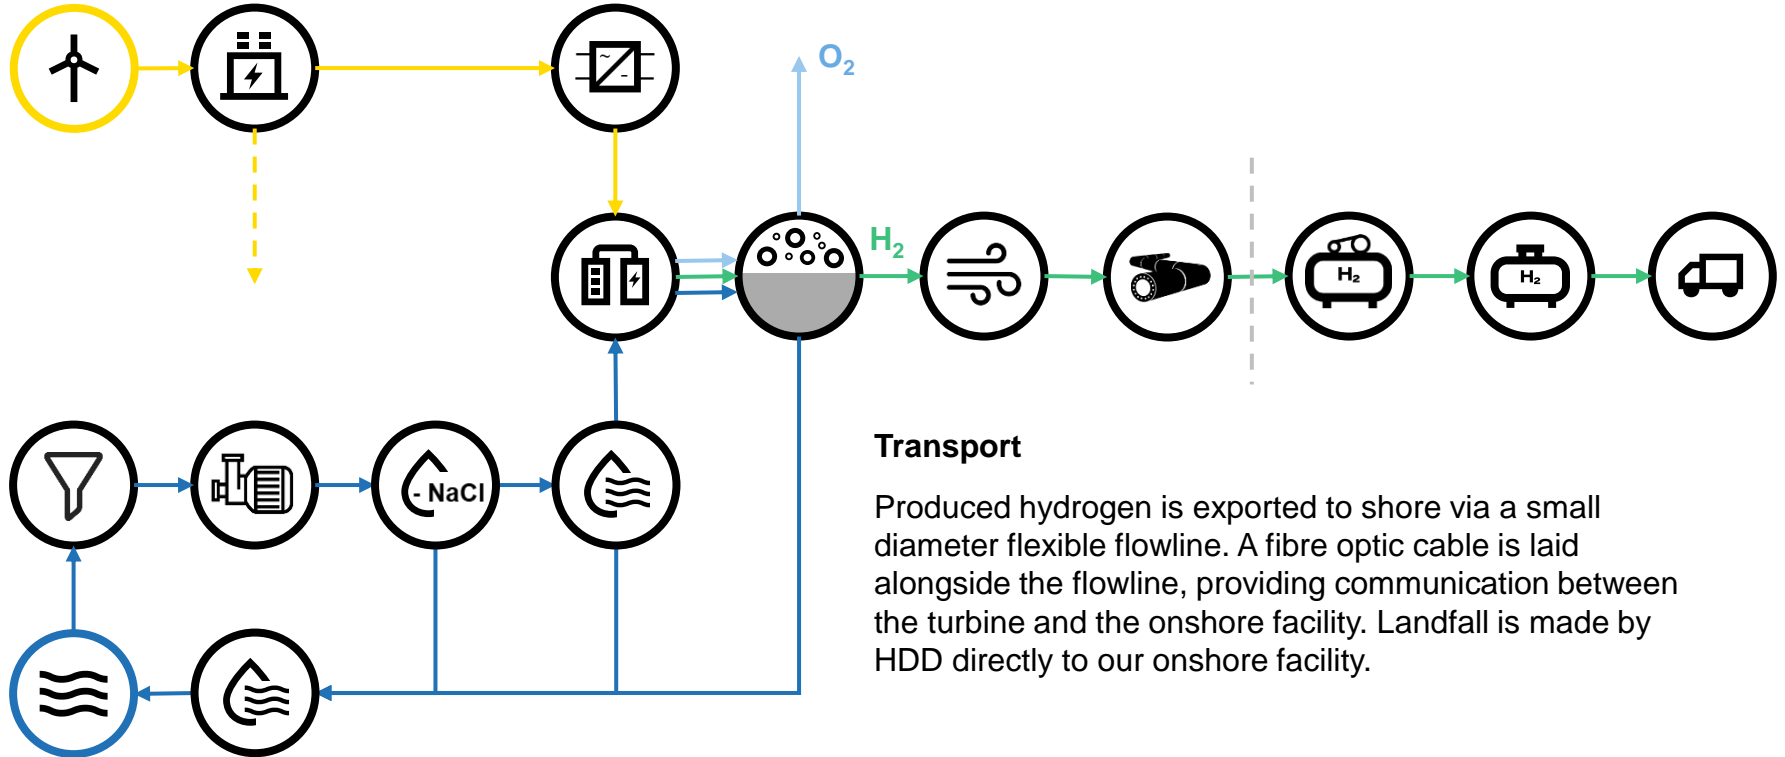 O2
H2
H2
H2
- NaCl
Transport
Produced hydrogen is exported to shore via a small
diameter flexible flowline. A fibre optic cable is laid
alongside the flowline, providing communication between
the turbine and the onshore facility. Landfall is made by
HDD directly to our onshore facility.